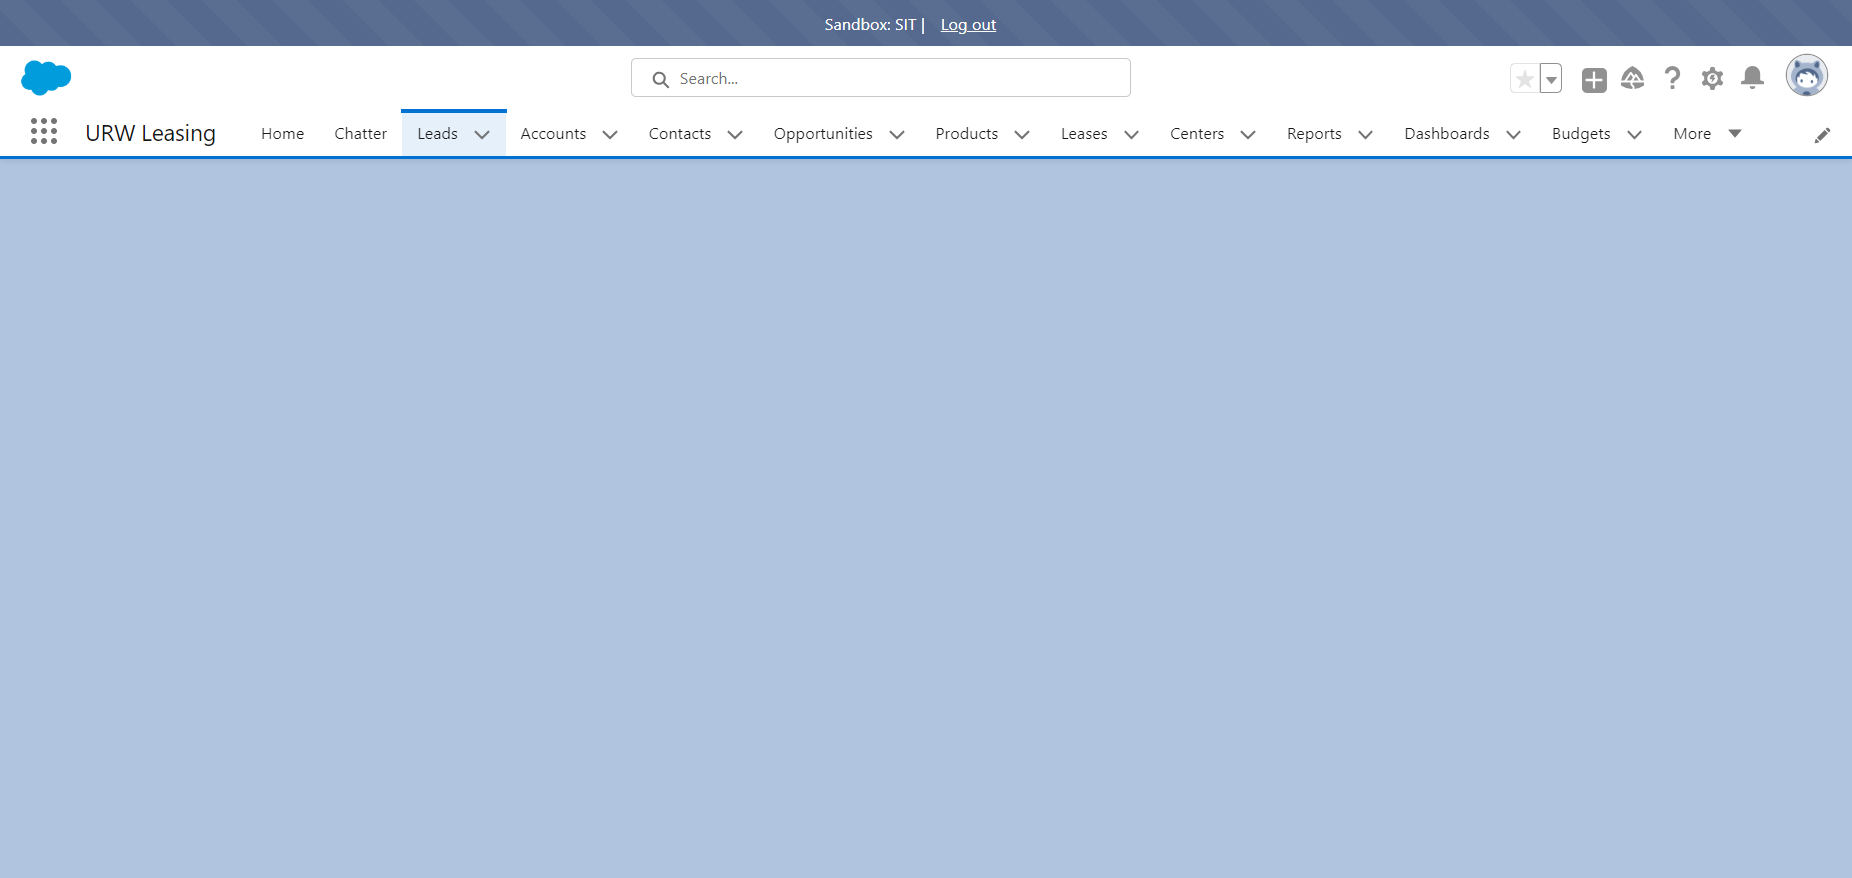 Sandbox: SIT | Log out
Search...
URW Leasing Home Chatter Leads Accounts Contacts Opportunities Products Leases Centers Reports Dashboards Budgets More